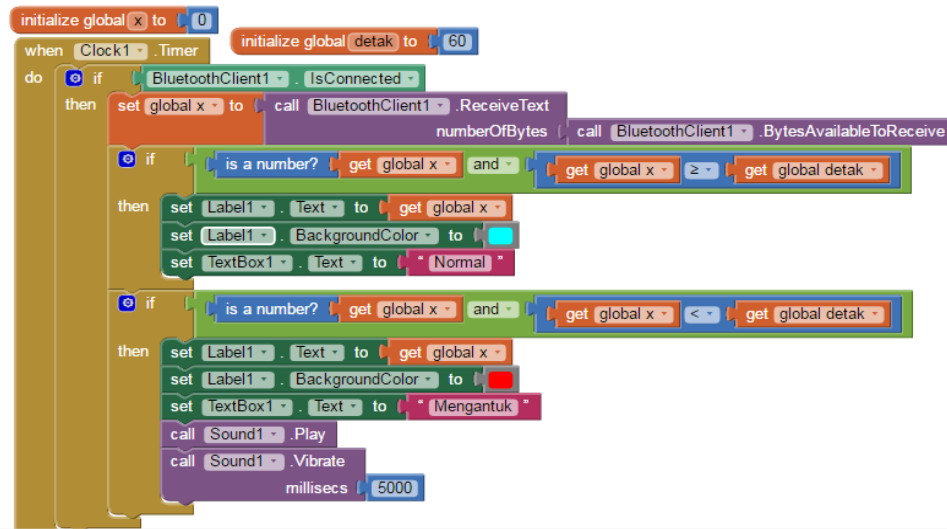 initialize global x to 0
initialize global detak to 60
when Clock1 .Timer
do if BluetoothClient1 . IsConnected
then set global x to call BluetoothClient1 .ReceiveText
numberOfBytes call BluetoothClient1 .BytesAvailableToReceive
if is a number? get global x and get global x ≥ get global detak
then set Label1 . Text to get global x
set Label1 . BackgroundColor to
set TextBox1 . Text to " Normal "
if is a number? get global x and get global x < get global detak
then set Label1 . Text to get global x
set Label1 . BackgroundColor to
set TextBox1 . Text to " Mengantuk "
call Sound1 .Play
call Sound1 .Vibrate
millisecs 5000